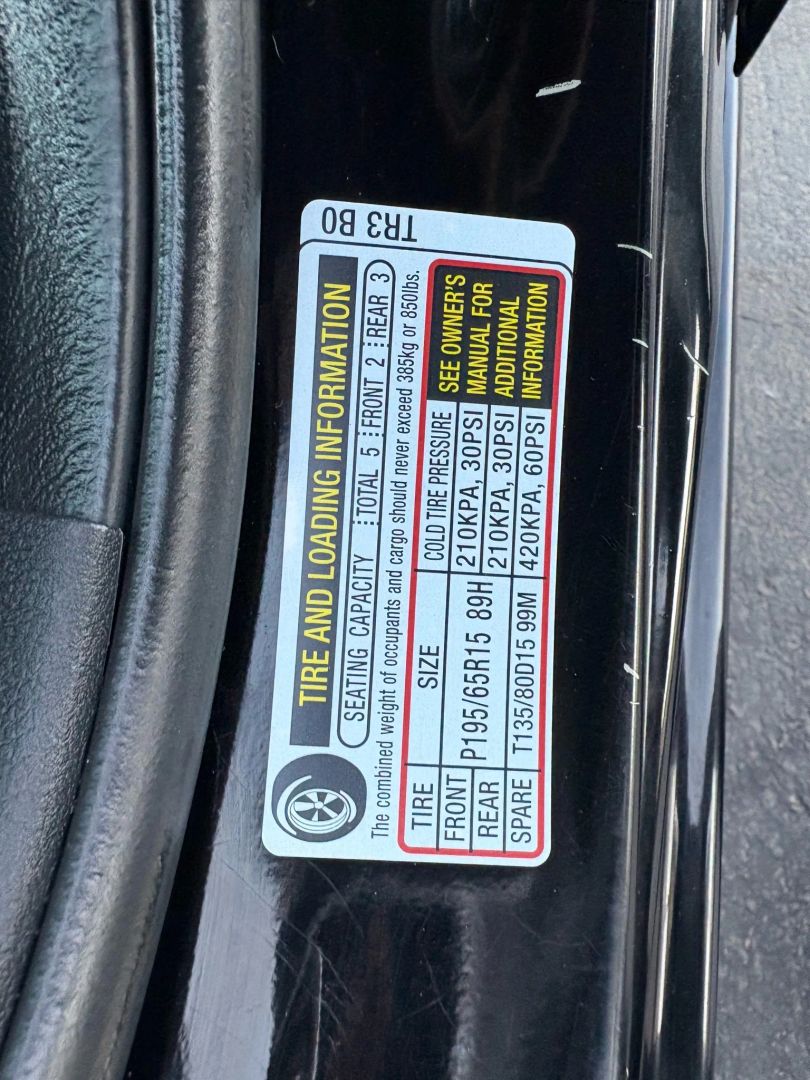 TR3 B0
TIRE AND LOADING INFORMATION
SEATING CAPACITY TOTAL 5 FRONT 2 REAR 3
The combined weight of occupants and cargo should never exceed 385kg or 850lbs.
TIRE SIZE COLD TIRE PRESSURE
FRONT P195/65R15 89H 210KPA, 30PSI
REAR 210KPA, 30PSI
SPARE T135/80D15 99M 420KPA, 60PSI
SEE OWNER'S
MANUAL FOR
ADDITIONAL
INFORMATION